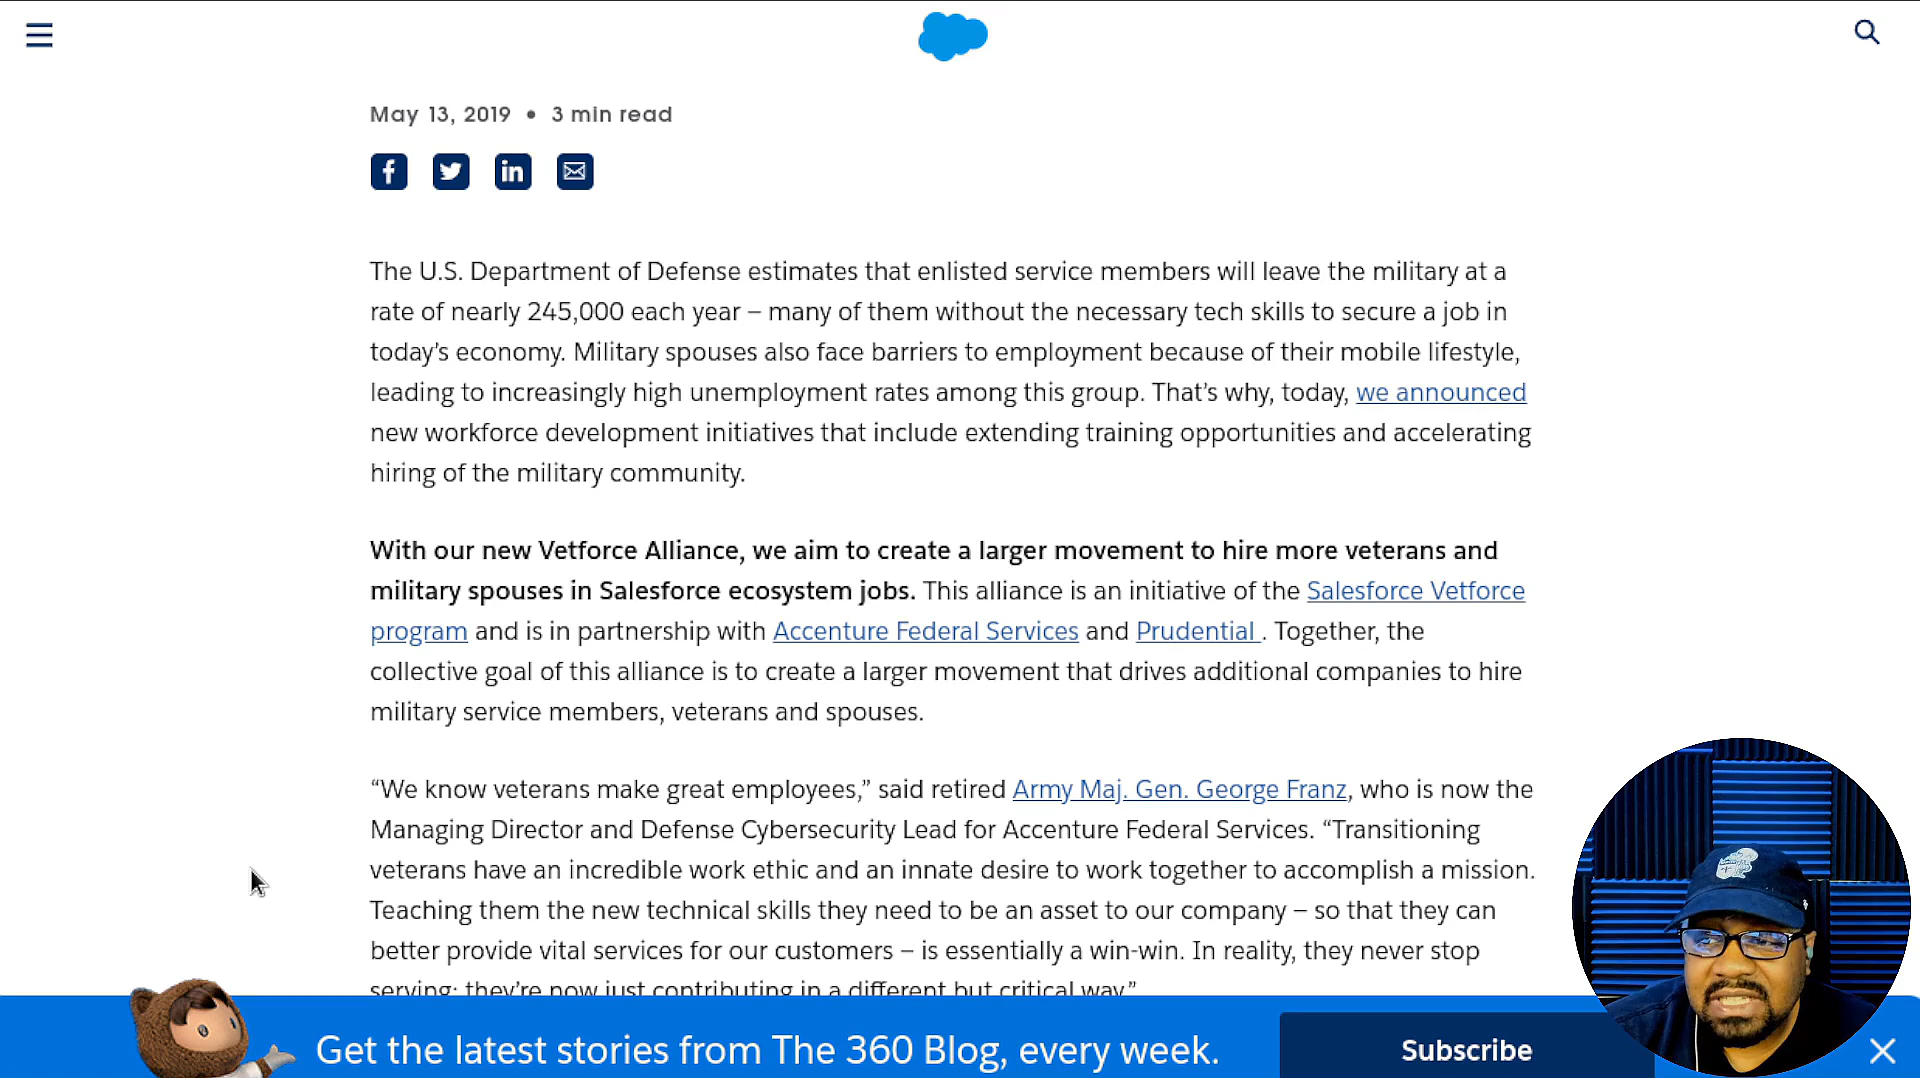 May 13, 2019 • 3 min read
The U.S. Department of Defense estimates that enlisted service members will leave the military at a
rate of nearly 245,000 each year – many of them without the necessary tech skills to secure a job in
today’s economy. Military spouses also face barriers to employment because of their mobile lifestyle,
leading to increasingly high unemployment rates among this group. That’s why, today, we announced
new workforce development initiatives that include extending training opportunities and accelerating
hiring of the military community.
With our new Vetforce Alliance, we aim to create a larger movement to hire more veterans and
military spouses in Salesforce ecosystem jobs. This alliance is an initiative of the Salesforce Vetforce
program and is in partnership with Accenture Federal Services and Prudential . Together, the
collective goal of this alliance is to create a larger movement that drives additional companies to hire
military service members, veterans and spouses.
“We know veterans make great employees,” said retired Army Maj. Gen. George Franz, who is now the
Managing Director and Defense Cybersecurity Lead for Accenture Federal Services. “Transitioning
veterans have an incredible work ethic and an innate desire to work together to accomplish a mission.
Teaching them the new technical skills they need to be an asset to our company – so that they can
better provide vital services for our customers – is essentially a win-win. In reality, they never stop
serving; they’re now just contributing in a different but critical way.”
Get the latest stories from The 360 Blog, every week.
Subscribe